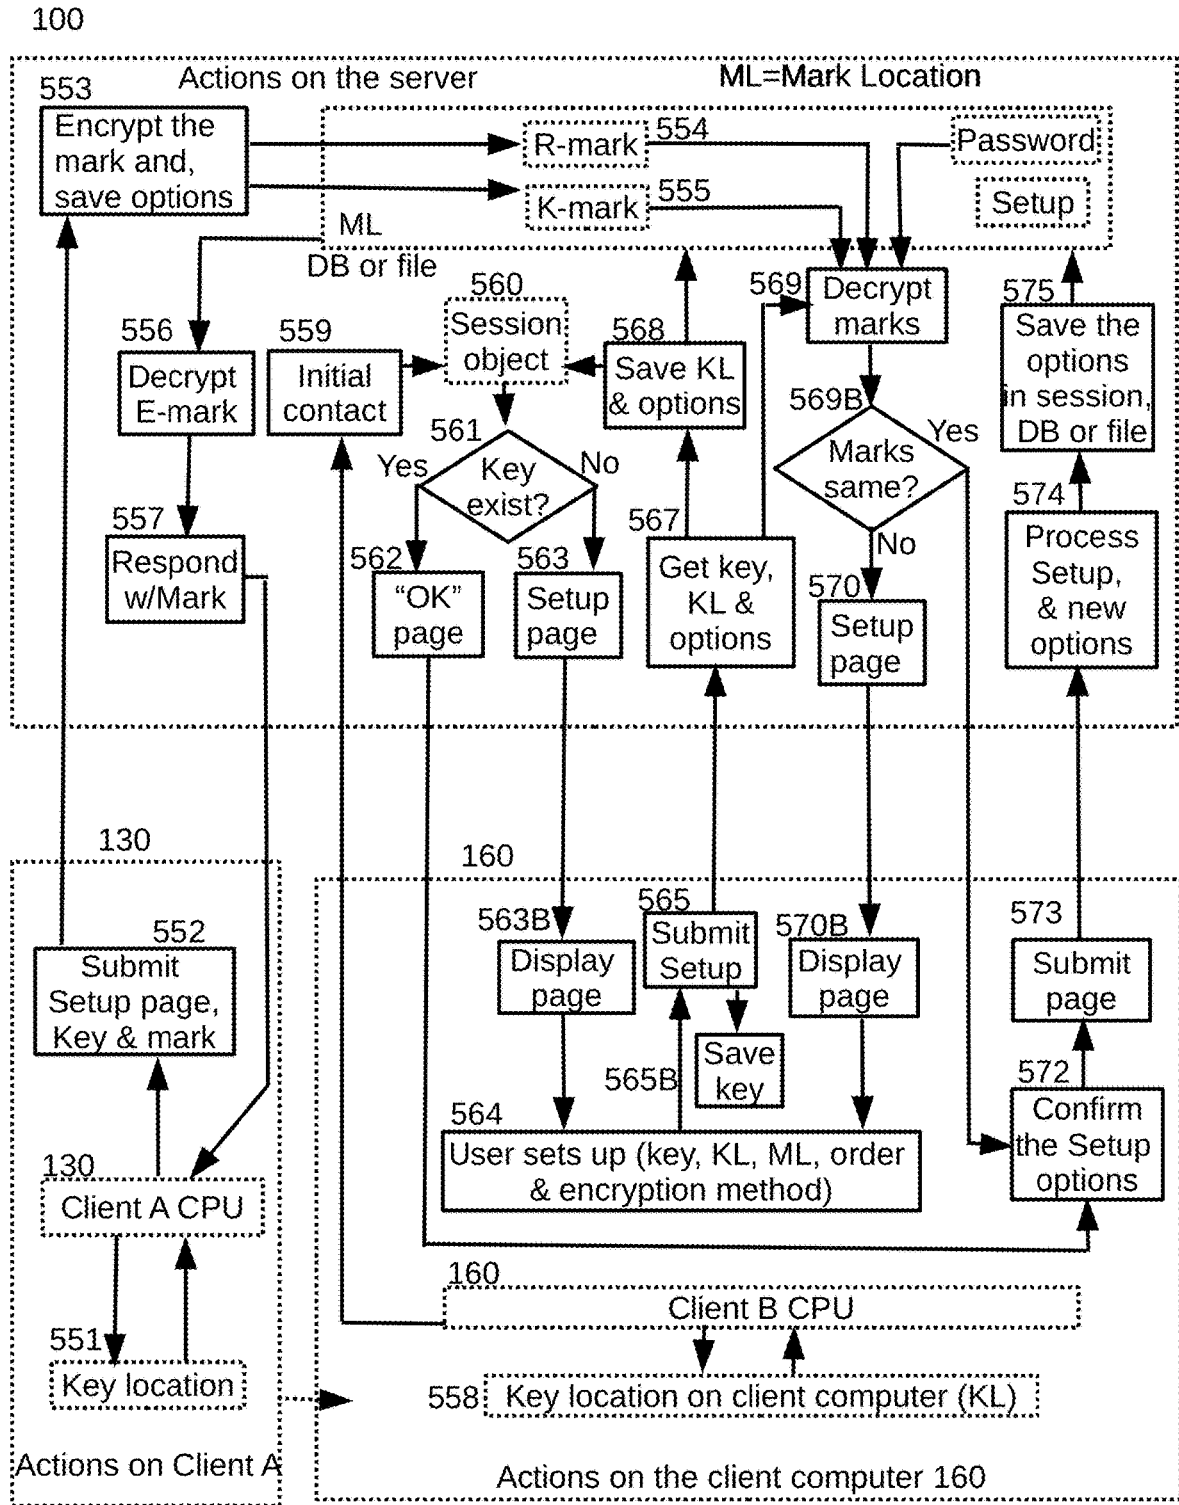 100
Actions on the server
ML=Mark Location
553
Encrypt the
mark and,
save options
R-mark
554
K-mark
555
Password
Setup
ML
DB or file
556
Decrypt
E-mark
557
Respond
w/Mark
559
Initial
contact
560
Session
object
561
Key
exist?
Yes
No
562
“OK”
page
563
Setup
page
568
Save KL
& options
567
Get key,
KL &
options
569
Decrypt
marks
569B
Marks
same?
Yes
No
570
Setup
page
575
Save the
options
in session,
DB or file
574
Process
Setup,
& new
options
130
552
Submit
Setup page,
Key & mark
130
Client A CPU
551
Key location
Actions on Client A
160
563B
Display
page
565
Submit
Setup
Save
key
565B
570B
Display
page
564
User sets up (key, KL, ML, order
& encryption method)
573
Submit
page
572
Confirm
the Setup
options
160
Client B CPU
558
Key location on client computer (KL)
Actions on the client computer 160